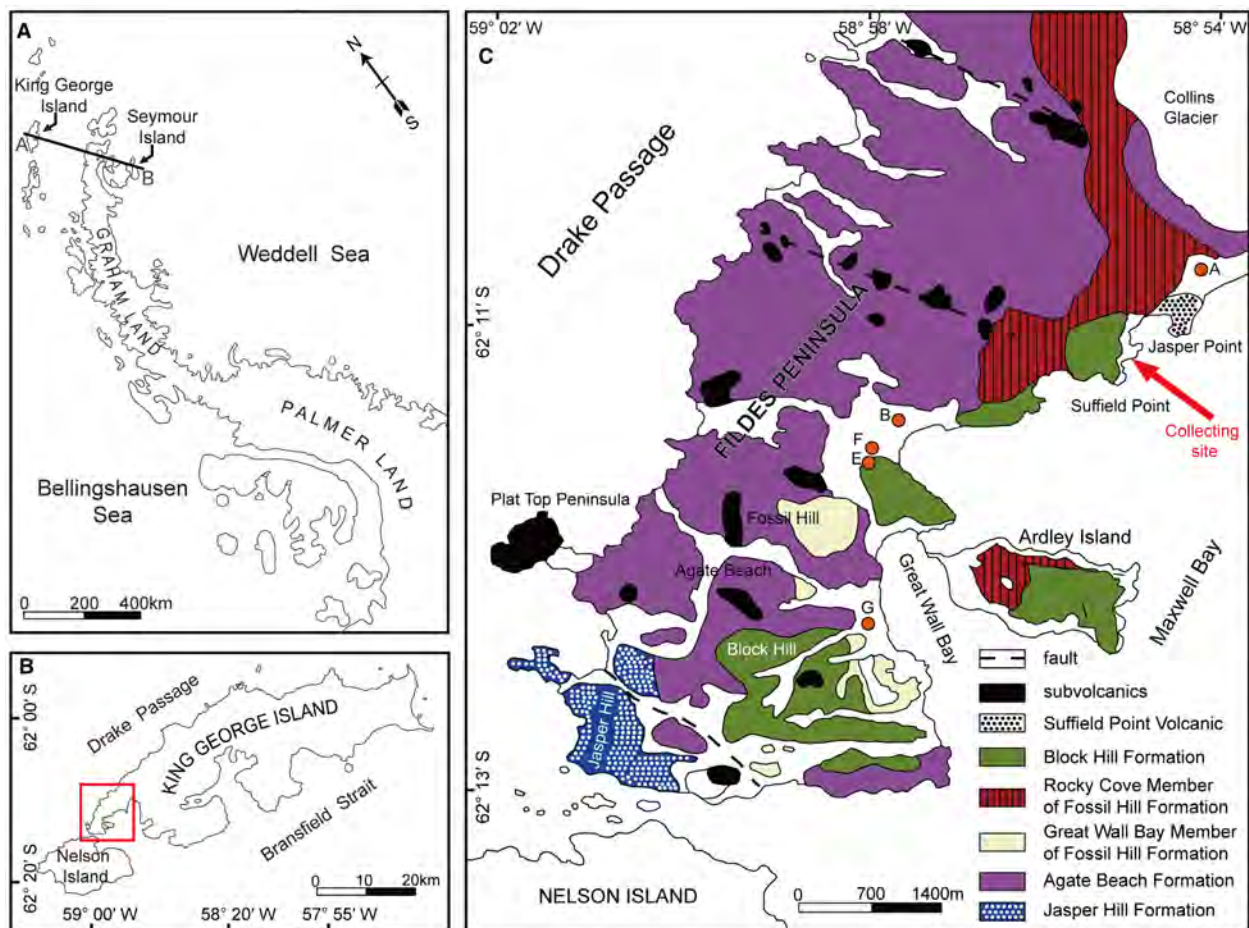 A
N
S
King George
Island
Seymour
Island
A
B
GRAHAM LAND
Weddell Sea
PALMER LAND
Bellingshausen
Sea
0 200 400km
B
62° 00' S
62° 20' S
Drake Passage
KING GEORGE ISLAND
Bransfield Strait
Nelson
Island
0 10 20km
59° 00' W
58° 20' W
57° 55' W
59° 02' W
58° 58' W
58° 54' W
C
Collins
Glacier
Drake Passage
A
62° 11' S
FILDES PENINSULA
Jasper Point
B
Suffield Point
Collecting
site
F
E
Plat Top Peninsula
Fossil Hill
Ardley Island
Agate Beach
Great Wall Bay
Maxwell Bay
G
Block Hill
Jasper Hill
62° 13' S
NELSON ISLAND
0 700 1400m
fault
subvolcanics
Suffield Point Volcanic
Block Hill Formation
Rocky Cove Member
of Fossil Hill Formation
Great Wall Bay Member
of Fossil Hill Formation
Agate Beach Formation
Jasper Hill Formation